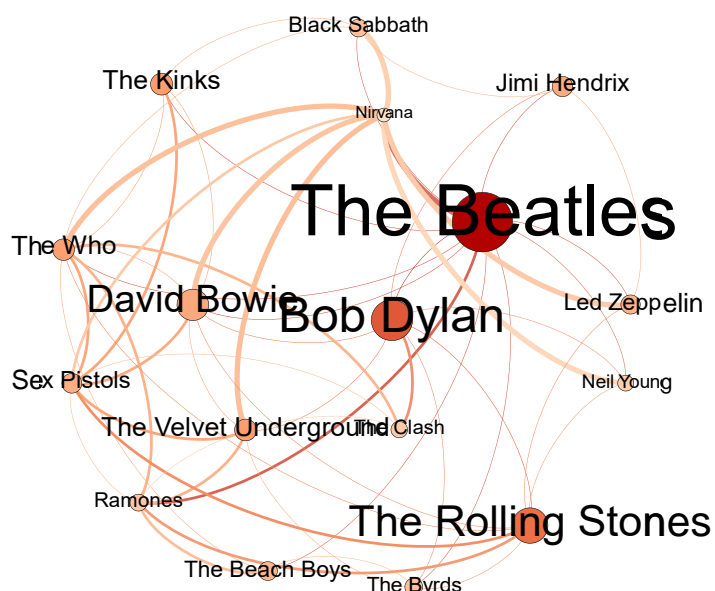 Black Sabbath
The Kinks
Jimi Hendrix
Nirvana
The Beatles
The Who
David Bowie
Bob Dylan
Led Zeppelin
Sex Pistols
Neil Young
The Velvet Underground
The Clash
Ramones
The Rolling Stones
The Beach Boys
The Byrds